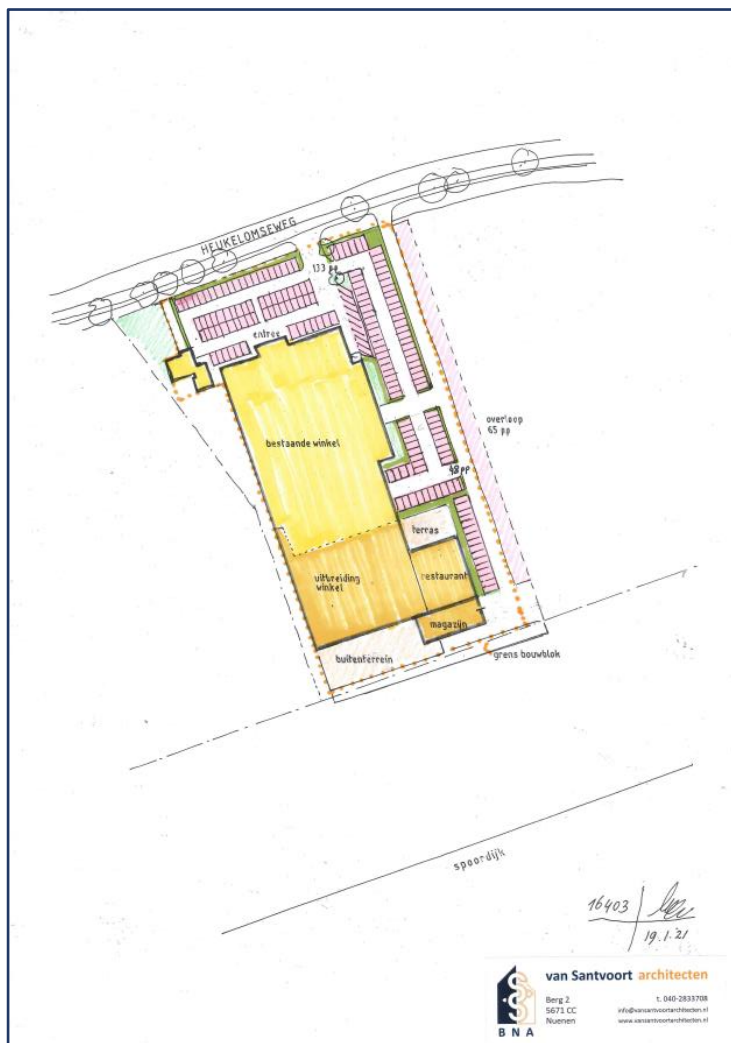 HEUKELOMSEWEG
133 pp
entree
bestaande winkel
overloop
65 pp
48 pp
terras
uitbreiding
winkel
restaurant
magazijn
buitenterrein
grens bouwblok
spoordijk
16403
19.1.21
van Santvoort architecten
Berg 2
5671 CC
Nuenen
t. 040-2833708
info@vansantvoortarchitecten.nl
www.vansantvoortarchitecten.nl
BNA